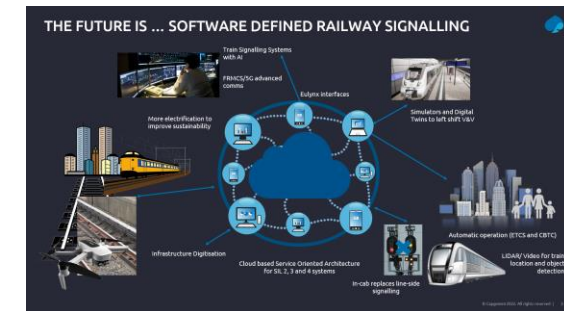 THE FUTURE IS ... SOFTWARE DEFINED RAILWAY SIGNALLING
Train Signalling Systems
with AI
FRMCS/5G advanced
comms
Eulynx interfaces
More electrification to
improve sustainability
Simulators and Digital
Twins to left shift V&V
Automatic operation (ETCS and CBTC)
Infrastructure Digitisation
Cloud based Service Oriented Architecture
for SIL 2, 3 and 4 systems
In-cab replaces line-side
signalling
LIDAR/ Video for train
location and object
detection